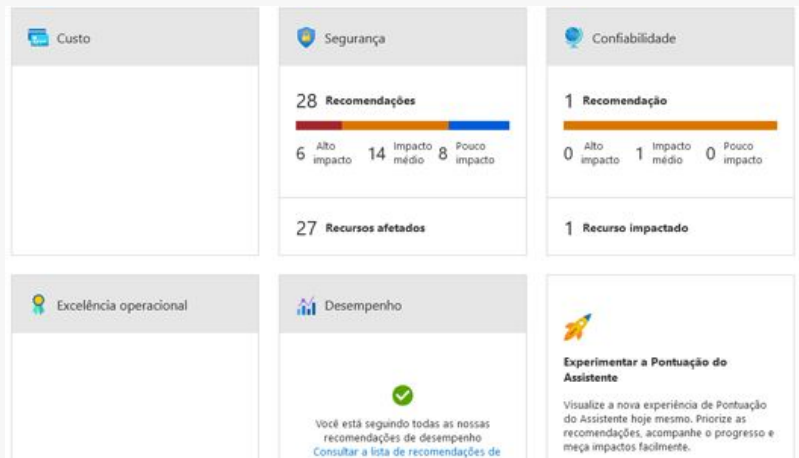 Custo
Segurança
Confiabilidade
28 Recomendações
6 Alto impacto 14 Impacto médio 8 Pouco impacto
27 Recursos afetados
1 Recomendação
0 Alto impacto 1 Impacto médio 0 Pouco impacto
1 Recurso impactado
Excelência operacional
Desempenho
Você está seguindo todas as nossas
recomendações de desempenho
Consultar a lista de recomendações de
Experimentar a Pontuação do
Assistente
Visualize a nova experiência de Pontuação
do Assistente hoje mesmo. Priorize as
recomendações, acompanhe o progresso e
meça impactos facilmente.